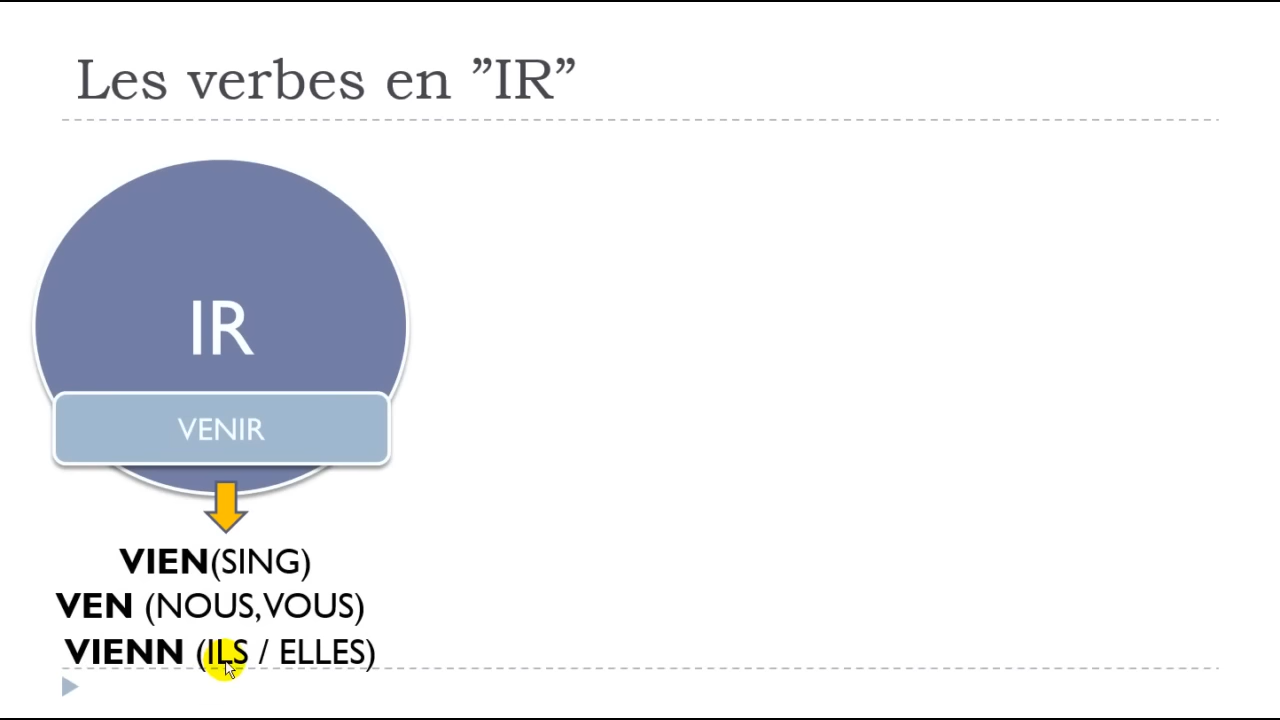 Les verbes en ”IR”
IR
VENIR
VIEN(SING)
VEN (NOUS,VOUS)
VIENN (ILS / ELLES)